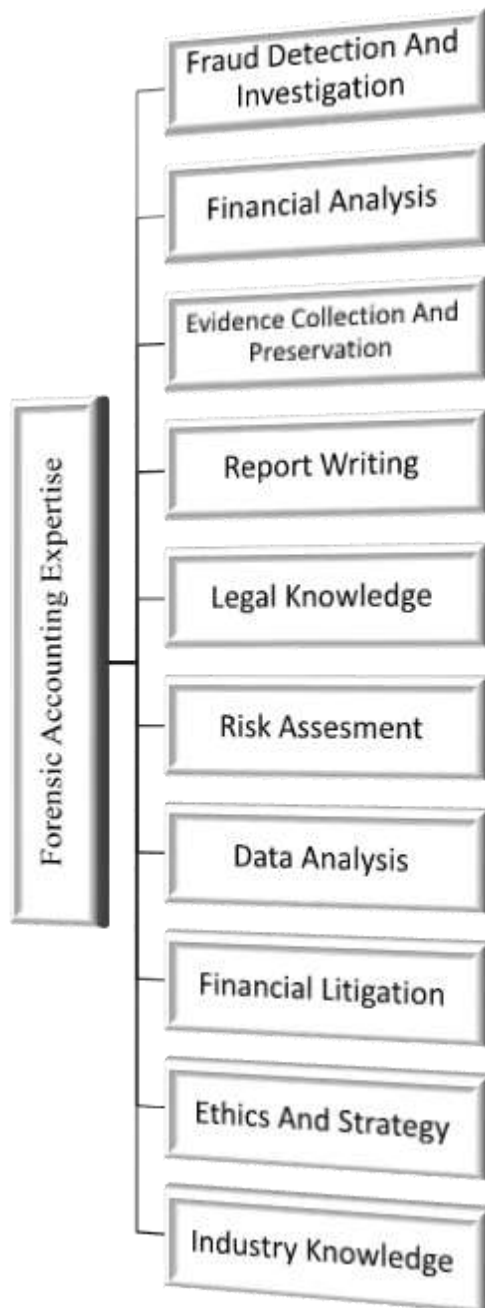 Forensic Accounting Expertise
Fraud Detection And
Investigation
Financial Analysis
Evidence Collection And
Preservation
Report Writing
Legal Knowledge
Risk Assesment
Data Analysis
Financial Litigation
Ethics And Strategy
Industry Knowledge